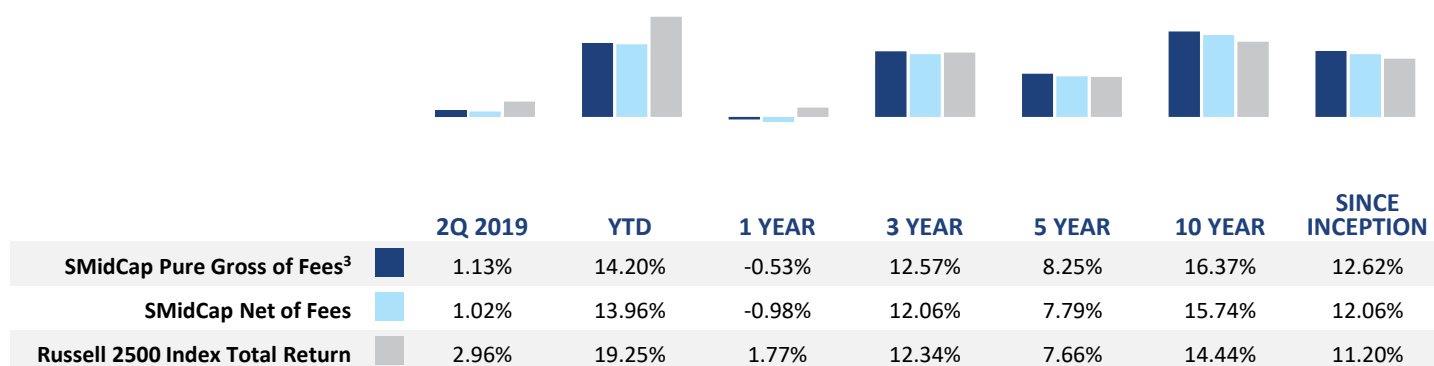 2Q 2019 YTD 1 YEAR 3 YEAR 5 YEAR 10 YEAR SINCE INCEPTION
SMidCap Pure Gross of Fees³ 1.13% 14.20% -0.53% 12.57% 8.25% 16.37% 12.62%
SMidCap Net of Fees 1.02% 13.96% -0.98% 12.06% 7.79% 15.74% 12.06%
Russell 2500 Index Total Return 2.96% 19.25% 1.77% 12.34% 7.66% 14.44% 11.20%